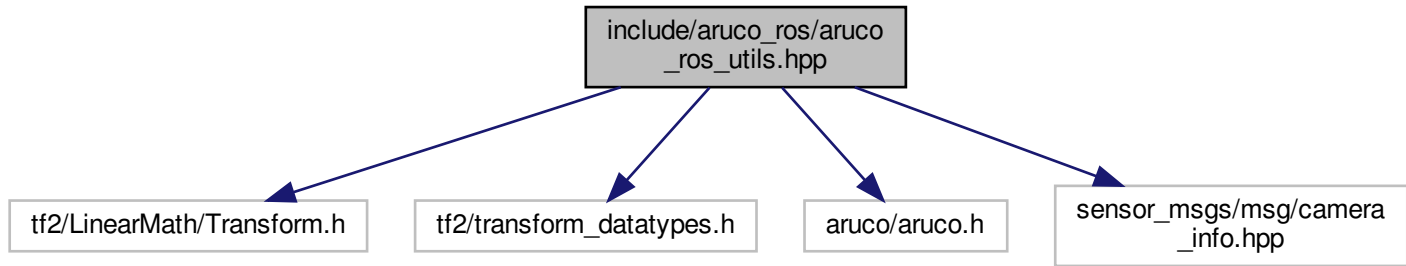 include/aruco_ros/aruco
_ros_utils.hpp
tf2/LinearMath/Transform.h
tf2/transform_datatypes.h
aruco/aruco.h
sensor_msgs/msg/camera
_info.hpp